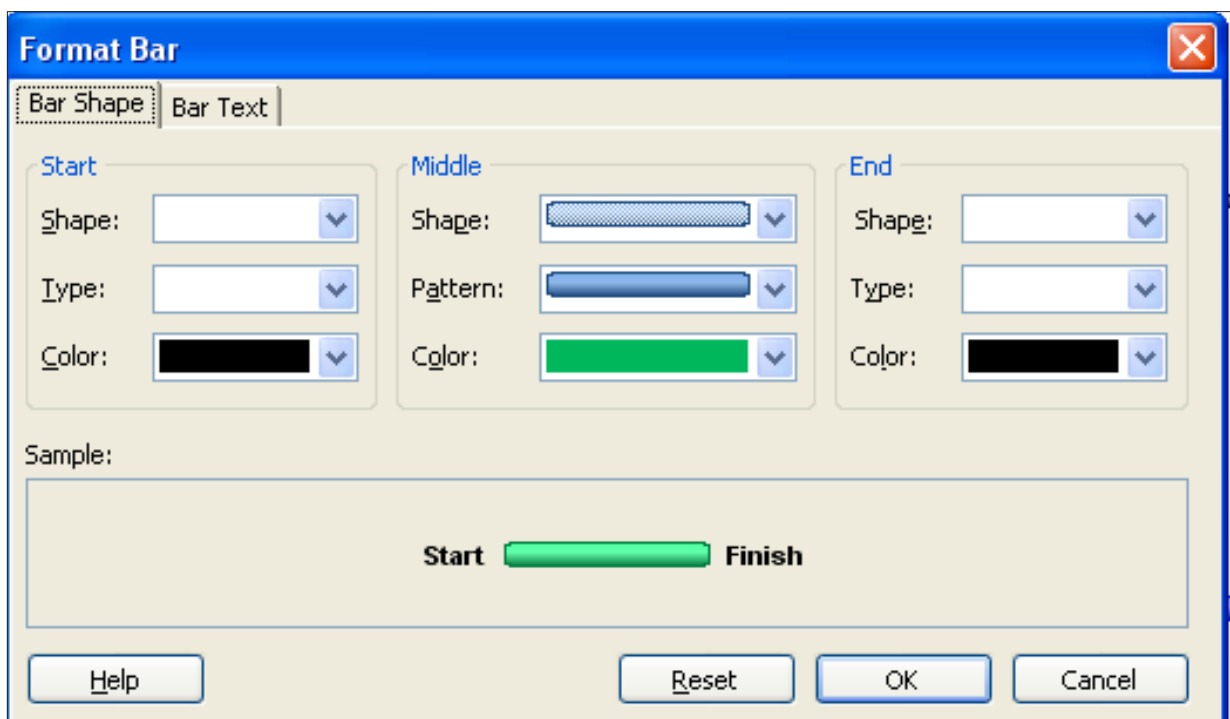 Format Bar
Bar Shape Bar Text
Start Middle End
Shape: Shape: Shape:
Type: Pattern: Type:
Color: Color: Color:
Sample:
Start Finish
Help Reset OK Cancel